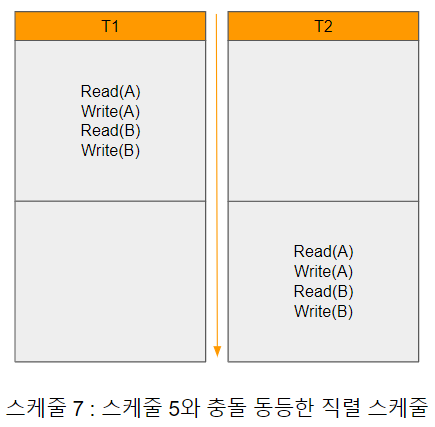 T1
T2
Read(A)
Write(A)
Read(B)
Write(B)
Read(A)
Write(A)
Read(B)
Write(B)
스케줄 7 : 스케줄 5와 충돌 동등한 직렬 스케줄